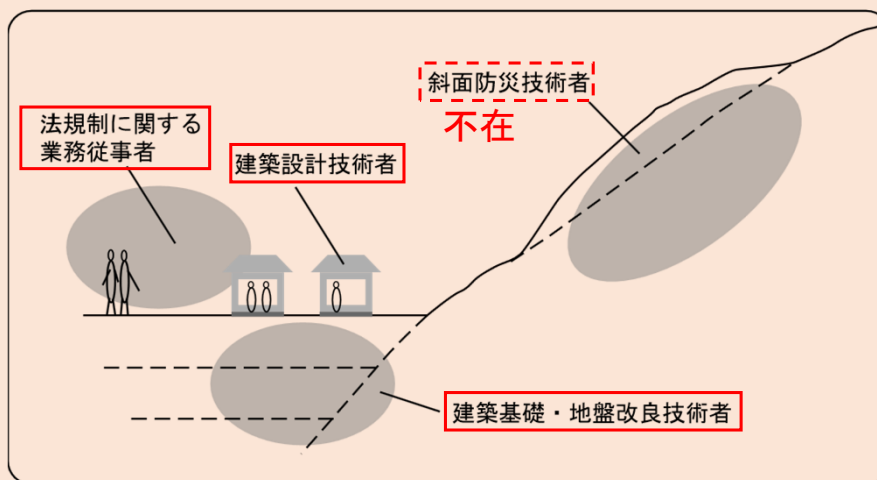 斜面防災技術者
不在
法規制に関する
業務従事者
建築設計技術者
建築基礎・地盤改良技術者